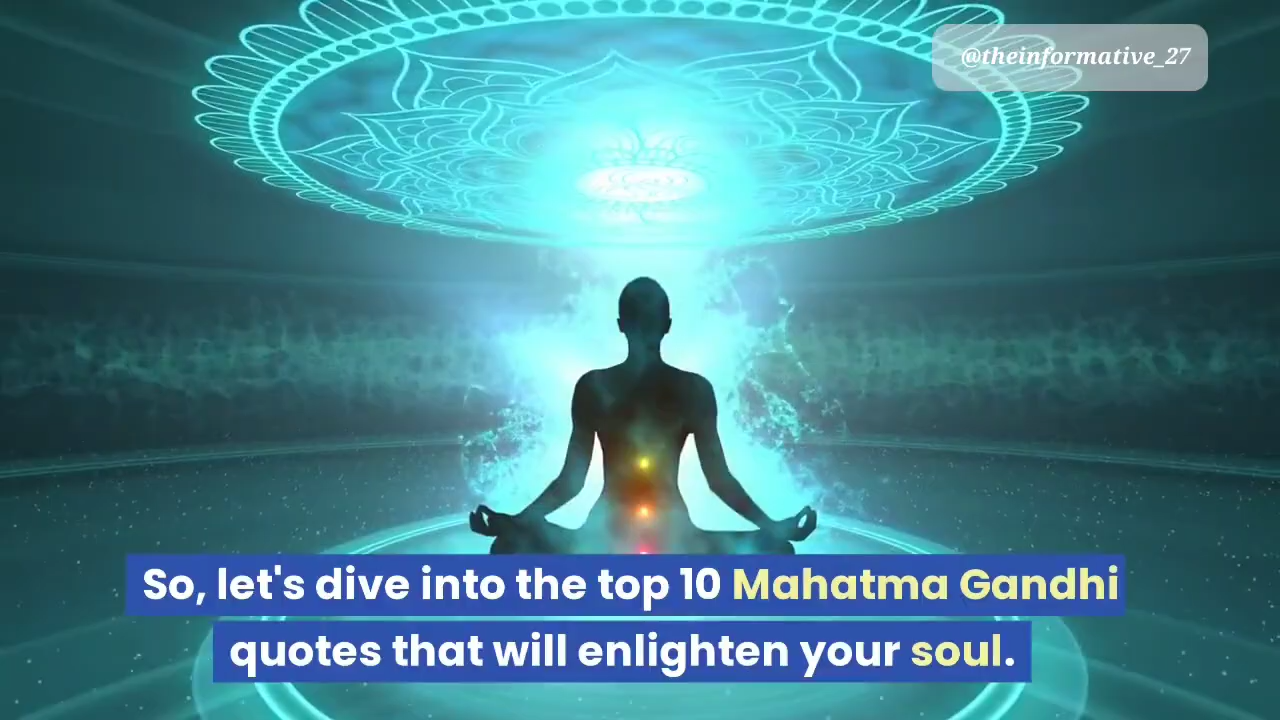 @theinformative_27
So, let's dive into the top 10 Mahatma Gandhi
quotes that will enlighten your soul.